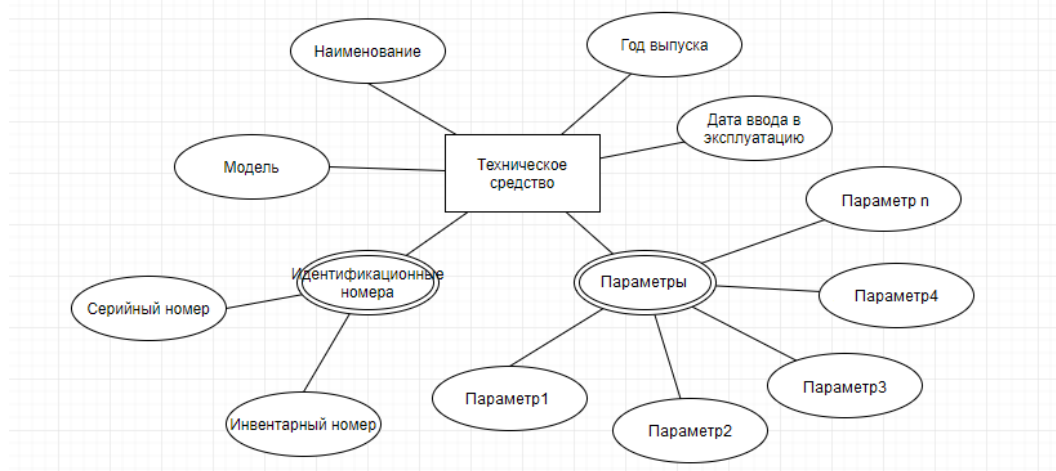 Наименование
Год выпуска
Дата ввода в
эксплуатацию
Модель
Техническое
средство
Параметр n
Идентификационные
номера
Параметры
Серийный номер
Параметр4
Параметр3
Параметр1
Инвентарный номер
Параметр2